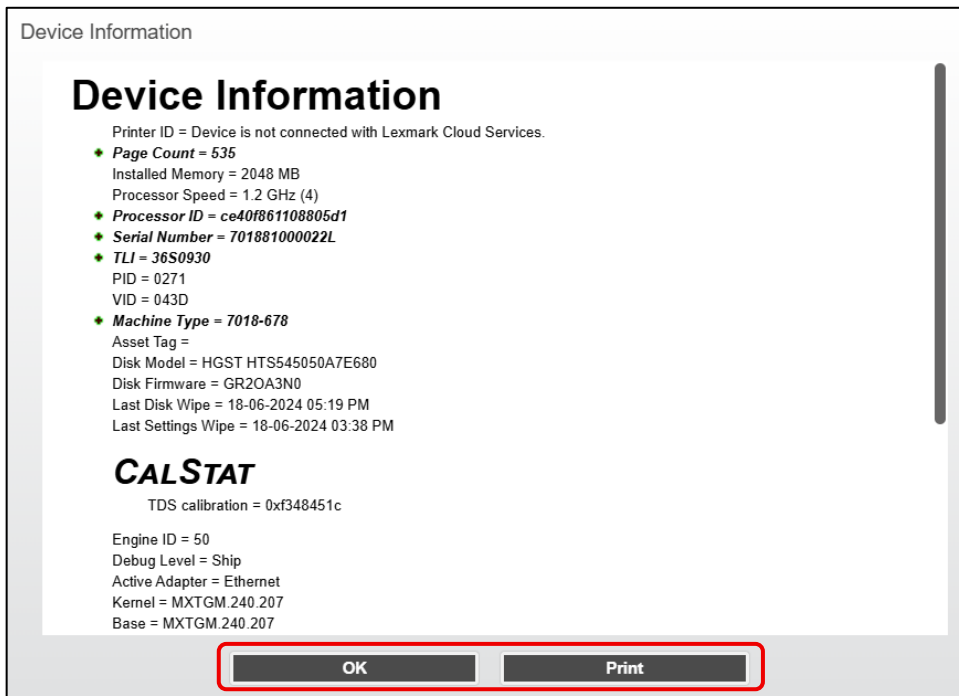 Device Information
Device Information
Printer ID = Device is not connected with Lexmark Cloud Services.
Page Count = 535
Installed Memory = 2048 MB
Processor Speed = 1.2 GHz (4)
Processor ID = ce40f861108805d1
Serial Number = 701881000022L
TLI = 36S0930
PID = 0271
VID = 043D
Machine Type = 7018-678
Asset Tag =
Disk Model = HGST HTS545050A7E680
Disk Firmware = GR2OA3N0
Last Disk Wipe = 18-06-2024 05:19 PM
Last Settings Wipe = 18-06-2024 03:38 PM
CALSTAT
TDS calibration = 0xf348451c
Engine ID = 50
Debug Level = Ship
Active Adapter = Ethernet
Kernel = MXTGM.240.207
Base = MXTGM.240.207
OK
Print